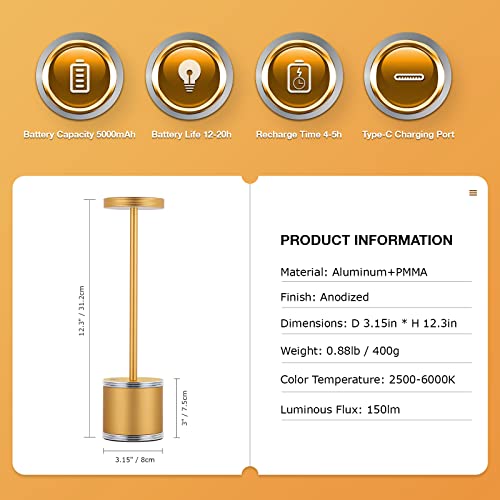 Battery Capacity 5000mAh
Battery Life 12-20h
Recharge Time 4-5h
Type-C Charging Port
12.3" / 31.2cm
3" / 7.5cm
3.15" / 8cm
PRODUCT INFORMATION
Material: Aluminum+PMMA
Finish: Anodized
Dimensions: D 3.15in * H 12.3in
Weight: 0.88lb / 400g
Color Temperature: 2500-6000K
Luminous Flux: 150lm